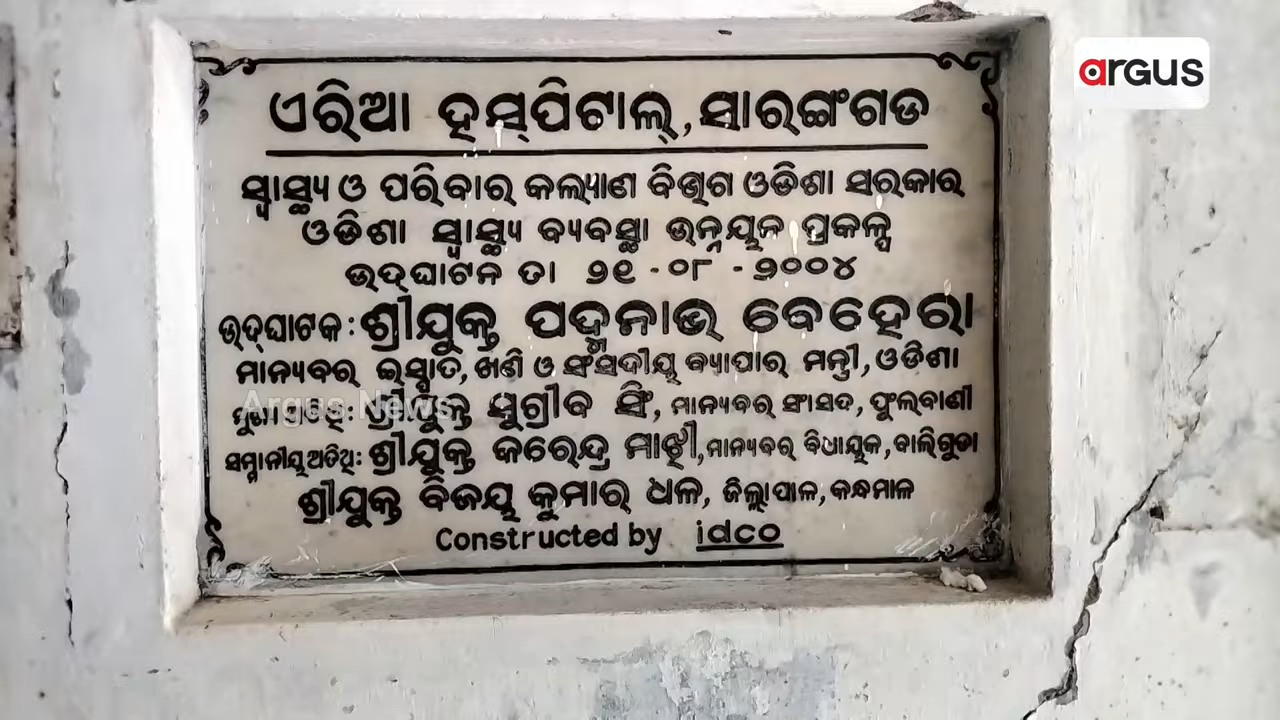 argus
ଏରିଆ ହସ୍‌ପିଟାଲ୍, ସାରଙ୍ଗଗଡ
ସ୍ୱାସ୍ଥ୍ୟ ଓ ପରିବାର କଲ୍ୟାଣ ବିଭାଗ ଓଡିଶା ସରକାର
ଓଡିଶା ସ୍ୱାସ୍ଥ୍ୟ ବ୍ୟବସ୍ଥା ଉନ୍ନୟନ ପ୍ରକଳ୍ପ
ଉଦ୍‌ଘାଟନ ତା ୨୧ -୦୮ -୨୦୦୪
ଉଦ୍‌ଘାଟକ : ଶ୍ରୀଯୁକ୍ତ ପଦ୍ମନାଭ ବେହେରା
ମାନ୍ୟବର ଇସ୍ପାତ, ଖଣି ଓ ସଂସଦୀୟ ବ୍ୟାପାର ମନ୍ତ୍ରୀ, ଓଡିଶା
ମୁଖ୍ୟ ଅତିଥି: ଶ୍ରୀଯୁକ୍ତ ସୁଗ୍ରୀବ ସିଂ, ମାନ୍ୟବର ସାଂସଦ, ଫୁଲବାଣୀ
Argus News
ସମ୍ମାନୀୟ ଅତିଥି: ଶ୍ରୀଯୁକ୍ତ କରେନ୍ଦ୍ର ମାଝୀ, ମାନ୍ୟବର ବିଧାୟକ, ବାଲିଗୁଡା
ଶ୍ରୀଯୁକ୍ତ ବିଜୟ କୁମାର ଧଳ, ଜିଲ୍ଲାପାଳ, କନ୍ଧମାଳ
Constructed by idco